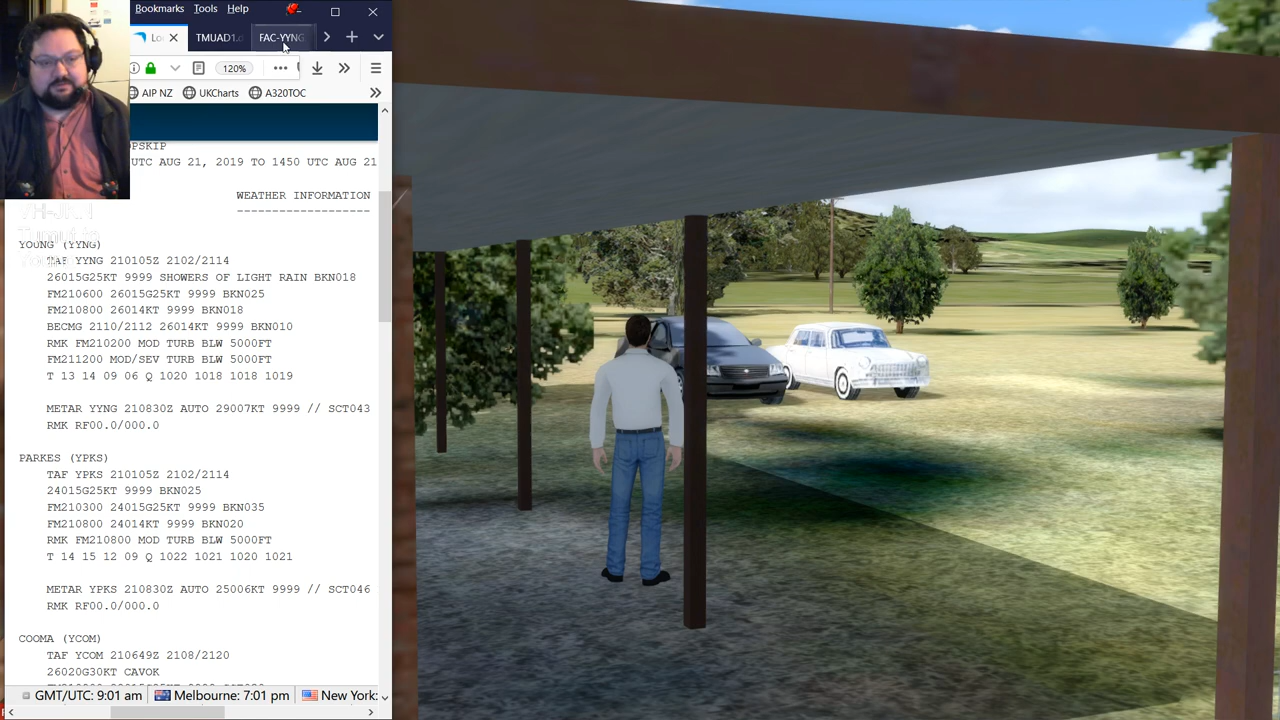 Bookmarks Tools Help
Lo
TMUAD1.
FAC-YYNG
120%
AIP NZ UKCharts A320TOC
PSKIP
UTC AUG 21, 2019 TO 1450 UTC AUG 21
WEATHER INFORMATION
-------------------
VH-JAN
Tumut to
YOUNG (YYNG)
TAF YYNG 210105Z 2102/2114
26015G25KT 9999 SHOWERS OF LIGHT RAIN BKN018
FM210600 26015G25KT 9999 BKN025
FM210800 26014KT 9999 BKN018
BECMG 2110/2112 26014KT 9999 BKN010
RMK FM210200 MOD TURB BLW 5000FT
FM211200 MOD/SEV TURB BLW 5000FT
T 13 14 09 06 Q 1020 1018 1018 1019
METAR YYNG 210830Z AUTO 29007KT 9999 // SCT043
RMK RF00.0/000.0
PARKES (YPKS)
TAF YPKS 210105Z 2102/2114
24015G25KT 9999 BKN025
FM210300 24015G25KT 9999 BKN035
FM210800 24014KT 9999 BKN020
RMK FM210800 MOD TURB BLW 5000FT
T 14 15 12 09 Q 1022 1021 1020 1021
METAR YPKS 210830Z AUTO 25006KT 9999 // SCT046
RMK RF00.0/000.0
COOMA (YCOM)
TAF YCOM 210649Z 2108/2120
26020G30KT CAVOK
GMT/UTC: 9:01 am Melbourne: 7:01 pm New York: